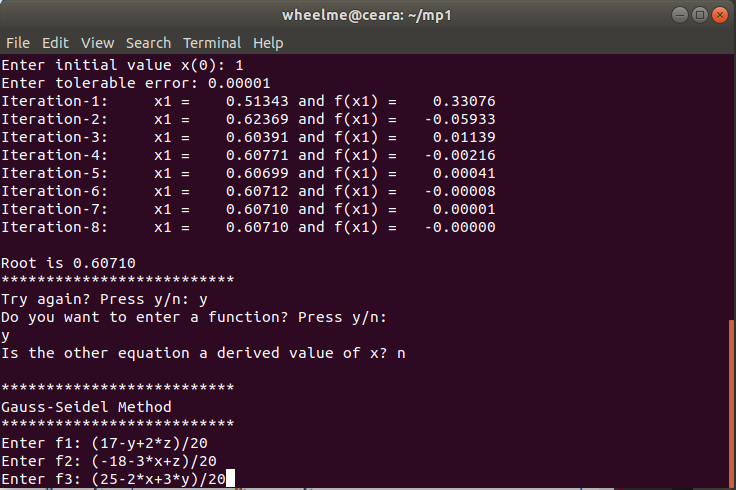 wheelme@ceara: ~/mp1
File Edit View Search Terminal Help
Enter initial value x(0): 1
Enter tolerable error: 0.00001
Iteration-1:     x1 =    0.51343 and f(x1) =    0.33076
Iteration-2:     x1 =    0.62369 and f(x1) =   -0.05933
Iteration-3:     x1 =    0.60391 and f(x1) =    0.01139
Iteration-4:     x1 =    0.60771 and f(x1) =   -0.00216
Iteration-5:     x1 =    0.60699 and f(x1) =    0.00041
Iteration-6:     x1 =    0.60712 and f(x1) =   -0.00008
Iteration-7:     x1 =    0.60710 and f(x1) =    0.00001
Iteration-8:     x1 =    0.60710 and f(x1) =   -0.00000
Root is 0.60710
**************************
Try again? Press y/n: y
Do you want to enter a function? Press y/n:
y
Is the other equation a derived value of x? n
**************************
Gauss-Seidel Method
**************************
Enter f1: (17-y+2*z)/20
Enter f2: (-18-3*x+z)/20
Enter f3: (25-2*x+3*y)/20